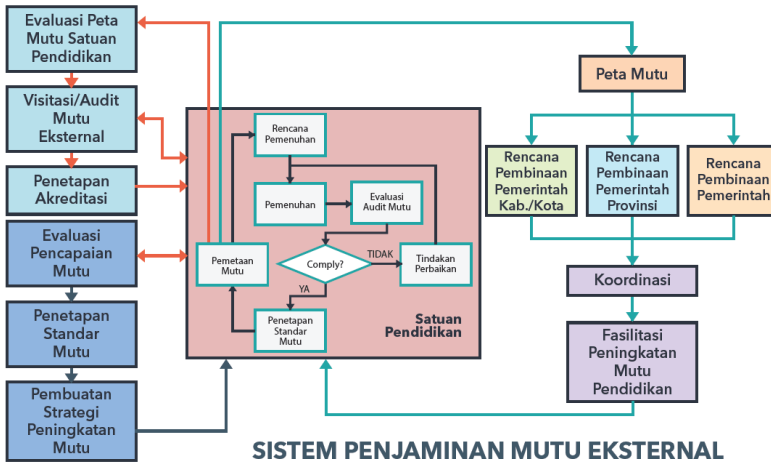 Evaluasi Peta
Mutu Satuan
Pendidikan
Visitasi/Audit
Mutu
Eksternal
Penetapan
Akreditasi
Evaluasi
Pencapaian
Mutu
Penetapan
Standar
Mutu
Pembuatan
Strategi
Peningkatan
Mutu
Rencana
Pemenuhan
Pemenuhan
Evaluasi
Audit Mutu
Pemetaan
Mutu
Comply?
TIDAK
Tindakan
Perbaikan
YA
Penetapan
Standar
Mutu
Satuan
Pendidikan
Peta Mutu
Rencana
Pembinaan
Pemerintah
Kab./Kota
Rencana
Pembinaan
Pemerintah
Provinsi
Rencana
Pembinaan
Pemerintah
Koordinasi
Fasilitasi
Peningkatan
Mutu
Pendidikan
SISTEM PENJAMINAN MUTU EKSTERNAL